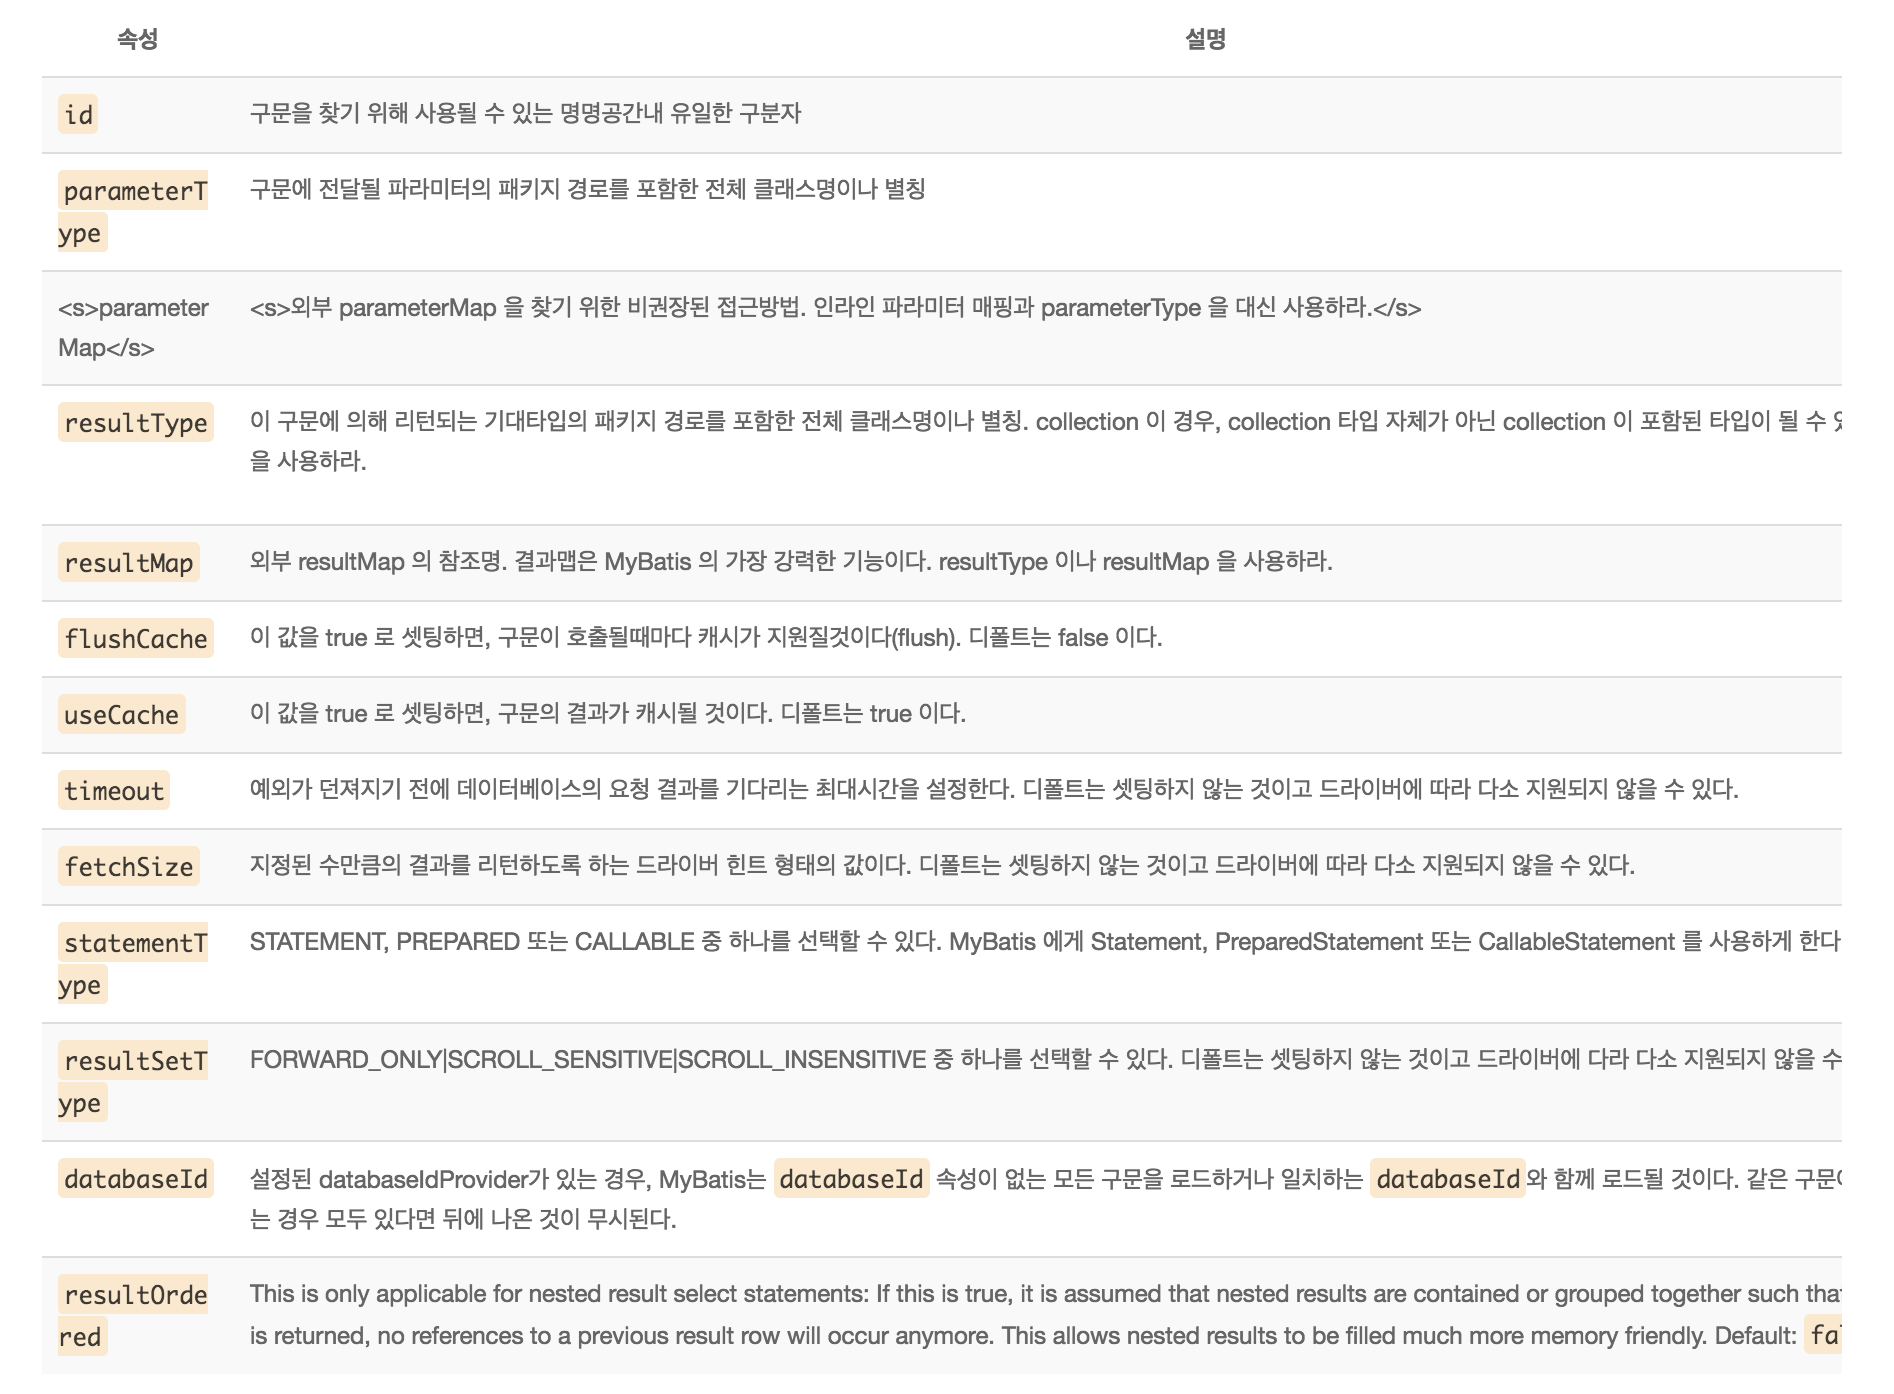 속성 설명
id 구문을 찾기 위해 사용될 수 있는 명명공간내 유일한 구분자
parameterT 구문에 전달될 파라미터의 패키지 경로를 포함한 전체 클래스명이나 별칭
ype
<s>parameter <s>외부 parameterMap 을 찾기 위한 비권장된 접근방법. 인라인 파라미터 매핑과 parameterType 을 대신 사용하라.</s>
Map</s>
resultType 이 구문에 의해 리턴되는 기대타입의 패키지 경로를 포함한 전체 클래스명이나 별칭. collection 이 경우, collection 타입 자체가 아닌 collection 이 포함된 타입이 될 수
을 사용하라.
resultMap 외부 resultMap 의 참조명. 결과맵은 MyBatis 의 가장 강력한 기능이다. resultType 이나 resultMap 을 사용하라.
flushCache 이 값을 true 로 셋팅하면, 구문이 호출될때마다 캐시가 지원질것이다(flush). 디폴트는 false 이다.
useCache 이 값을 true 로 셋팅하면, 구문의 결과가 캐시될 것이다. 디폴트는 true 이다.
timeout 예외가 던져지기 전에 데이터베이스의 요청 결과를 기다리는 최대시간을 설정한다. 디폴트는 셋팅하지 않는 것이고 드라이버에 따라 다소 지원되지 않을 수 있다.
fetchSize 지정된 수만큼의 결과를 리턴하도록 하는 드라이버 힌트 형태의 값이다. 디폴트는 셋팅하지 않는 것이고 드라이버에 따라 다소 지원되지 않을 수 있다.
statementT STATEMENT, PREPARED 또는 CALLABLE 중 하나를 선택할 수 있다. MyBatis 에게 Statement, PreparedStatement 또는 CallableStatement 를 사용하게 한다
ype
resultSetT FORWARD_ONLY|SCROLL_SENSITIVE|SCROLL_INSENSITIVE 중 하나를 선택할 수 있다. 디폴트는 셋팅하지 않는 것이고 드라이버에 다라 다소 지원되지 않을 수
ype
databaseId 설정된 databaseIdProvider가 있는 경우, MyBatis는 databaseId 속성이 없는 모든 구문을 로드하거나 일치하는 databaseId와 함께 로드될 것이다. 같은
는 경우 모두 있다면 뒤에 나온 것이 무시된다.
resultOrde This is only applicable for nested result select statements: If this is true, it is assumed that nested results are contained or grouped together such
red is returned, no references to a previous result row will occur anymore. This allows nested results to be filled much more memory friendly. Default: